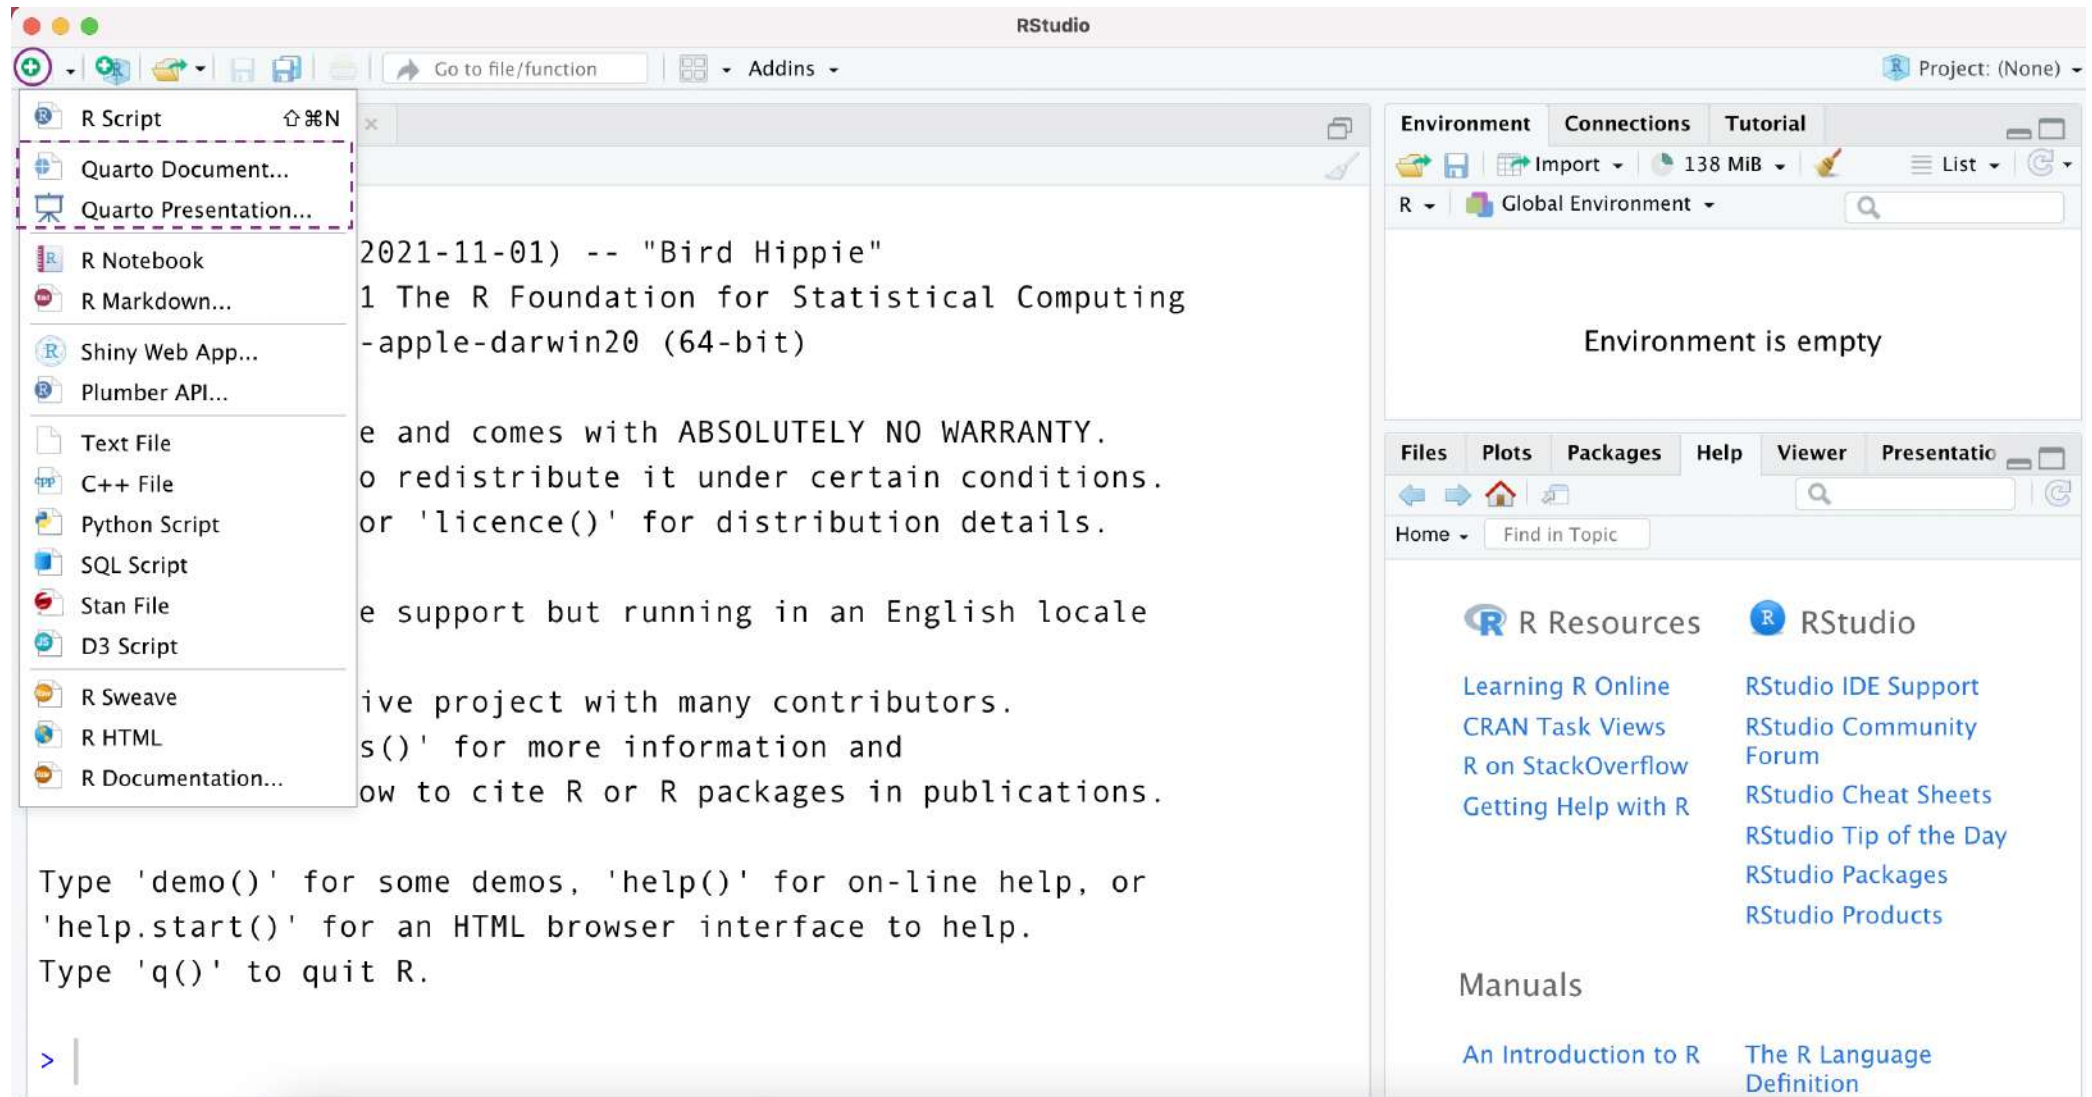 RStudio
Go to file/function
Addins
Project: (None)
R Script ⇧⌘N
Quarto Document...
Quarto Presentation...
R Notebook
R Markdown...
Shiny Web App...
Plumber API...
Text File
C++ File
Python Script
SQL Script
Stan File
D3 Script
R Sweave
R HTML
R Documentation...
2021-11-01) -- "Bird Hippie"
1 The R Foundation for Statistical Computing
-apple-darwin20 (64-bit)
e and comes with ABSOLUTELY NO WARRANTY.
o redistribute it under certain conditions.
or 'licence()' for distribution details.
e support but running in an English locale
ive project with many contributors.
s()' for more information and
ow to cite R or R packages in publications.
Type 'demo()' for some demos, 'help()' for on-line help, or
'help.start()' for an HTML browser interface to help.
Type 'q()' to quit R.
>
Environment Connections Tutorial
Import 138 MiB List
R Global Environment
Environment is empty
Files Plots Packages Help Viewer Presentatio
Home Find in Topic
R Resources
Learning R Online
CRAN Task Views
R on StackOverflow
Getting Help with R
RStudio
RStudio IDE Support
RStudio Community
Forum
RStudio Cheat Sheets
RStudio Tip of the Day
RStudio Packages
RStudio Products
Manuals
An Introduction to R
The R Language
Definition